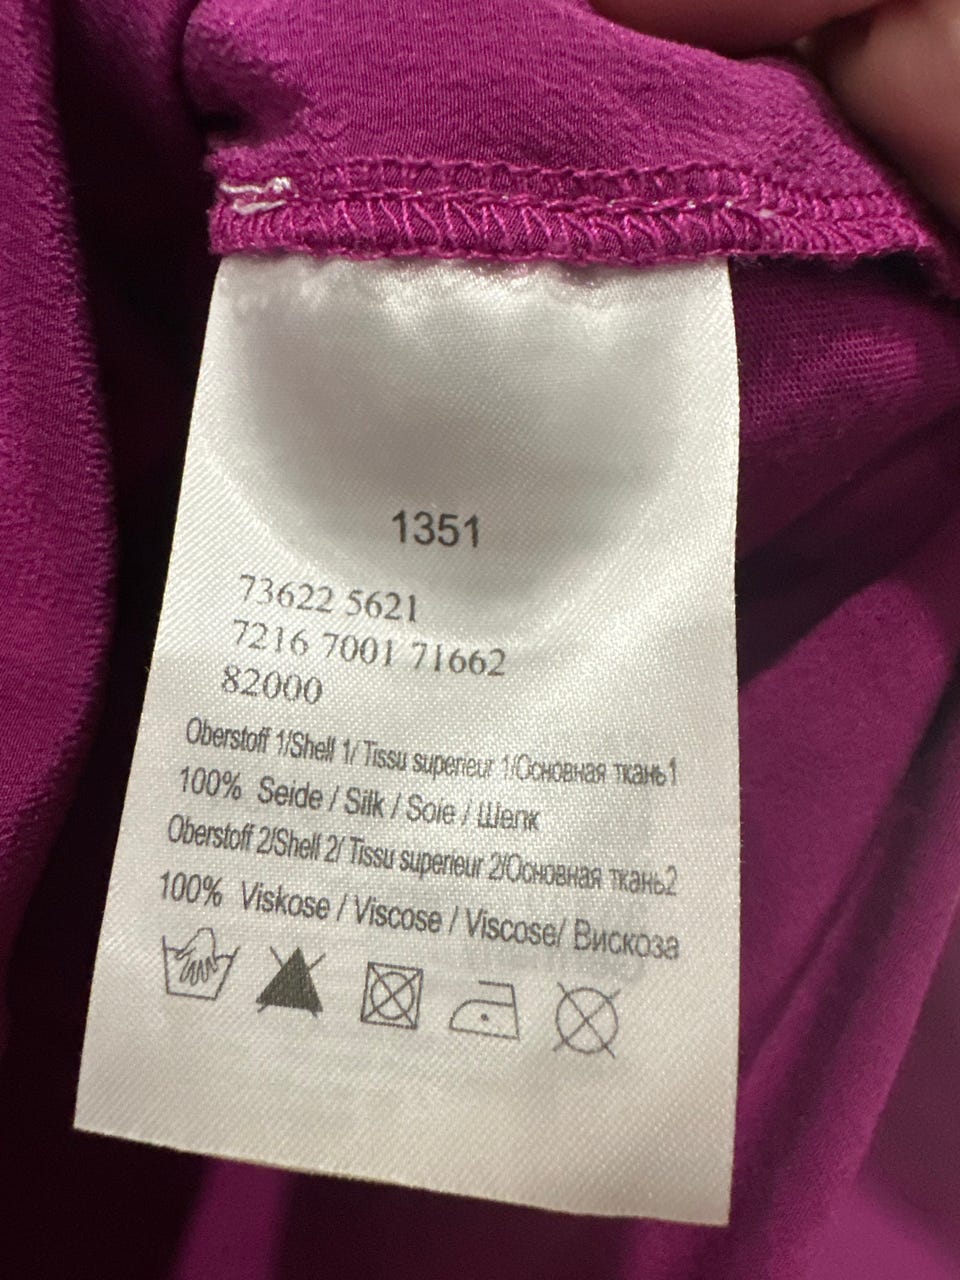 1351
73622 5621
7216 7001 71662
82000
Oberstoff 1/Shell 1/ Tissu superieur 1/Основная ткань1
100% Seide / Silk / Soie / Шелк
Oberstoff 2/Shell 2/ Tissu superieur 2/Основная ткань2
100% Viskose / Viscose / Viscose/ Вискоза